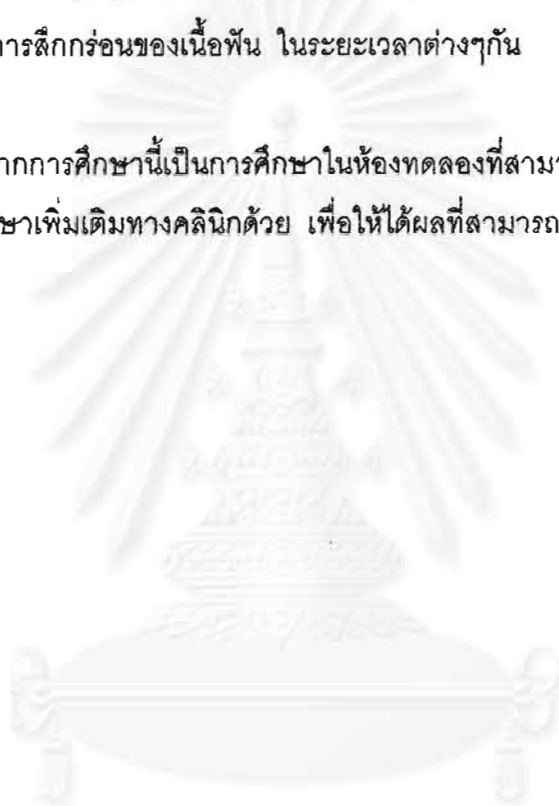 การสึกกร่อนของเนื้อฟัน ในระยะเวลาต่างๆกัน
ากการศึกษานี้เป็นการศึกษาในห้องทดลองที่สามา
ษาเพิ่มเติมทางคลินิกด้วย เพื่อให้ได้ผลที่สามารถ